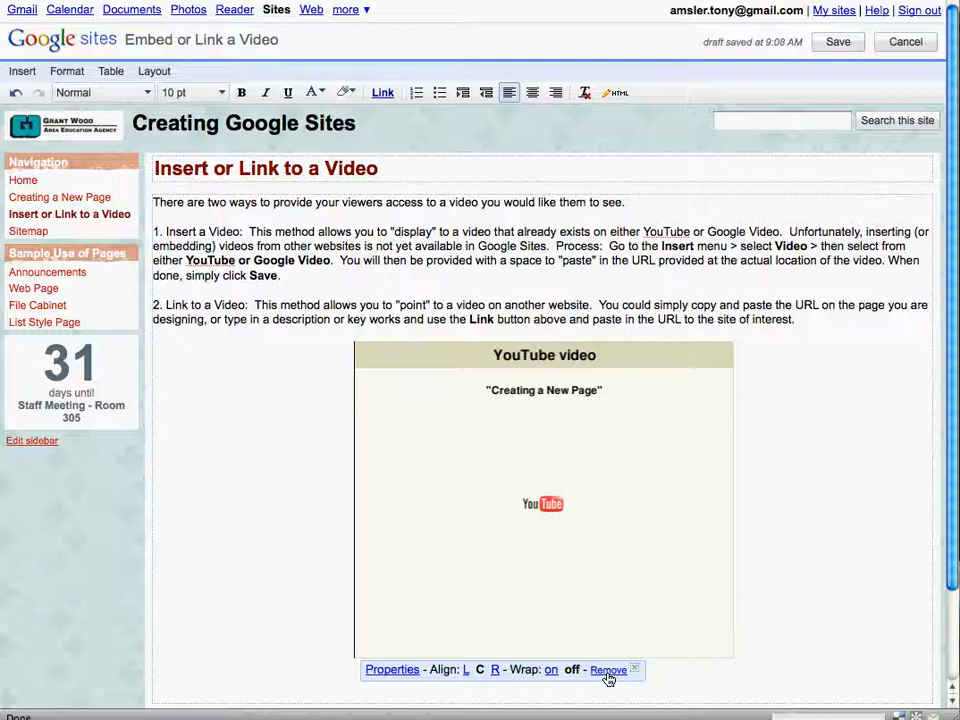 Gmail Calendar Documents Photos Reader Sites Web more ▼ amsler.tony@gmail.com | My sites | Help | Sign out
Google sites Embed or Link a Video draft saved at 9:08 AM Save Cancel
Insert Format Table Layout
Normal 10 pt B I U A Link HTML
GRANT WOOD
AREA EDUCATION AGENCY
Creating Google Sites Search this site
Navigation
Home
Creating a New Page
Insert or Link to a Video
Sitemap
Sample Use of Pages
Announcements
Web Page
File Cabinet
List Style Page
31
days until
Staff Meeting - Room
305
Edit sidebar
Insert or Link to a Video
There are two ways to provide your viewers access to a video you would like them to see.
1. Insert a Video: This method allows you to "display" to a video that already exists on either YouTube or Google Video. Unfortunately, inserting (or
embedding) videos from other websites is not yet available in Google Sites. Process: Go to the Insert menu > select Video > then select from
either YouTube or Google Video. You will then be provided with a space to "paste" in the URL provided at the actual location of the video. When
done, simply click Save.
2. Link to a Video: This method allows you to "point" to a video on another website. You could simply copy and paste the URL on the page you are
designing, or type in a description or key works and use the Link button above and paste in the URL to the site of interest.
YouTube video
"Creating a New Page"
YouTube
Properties - Align: L C R - Wrap: on off - Remove
Done